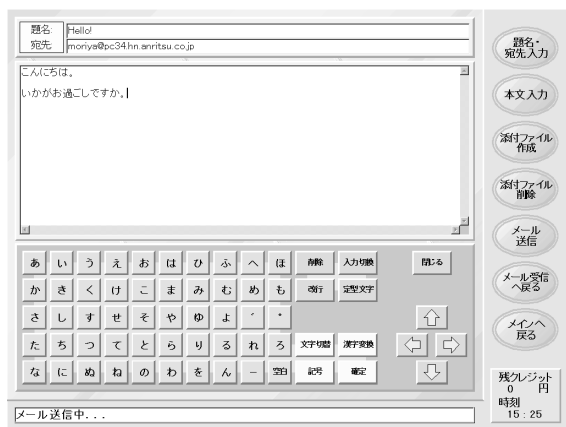 題名: Hello!
宛先 moriya@pc34.hn.anritsu.co.jp
こんにちは。
いかがお過ごしですか。
題名・
宛先入力
本文入力
添付ファイル
作成
添付ファイル
削除
メール
送信
メール受信
へ戻る
メインへ
戻る
あ い う え お は ひ ふ へ ほ 削除 入力切換 閉じる
か き く け こ ま み む め も 改行 定型文字
さ し す せ そ や ゆ よ ゛ ゜
た ち つ て と ら り る れ ろ 文字切替 漢字変換
な に ぬ ね の わ を ん ー 空白 記号 確定
残クレジット
0 円
時刻
15:25
メール送信中...